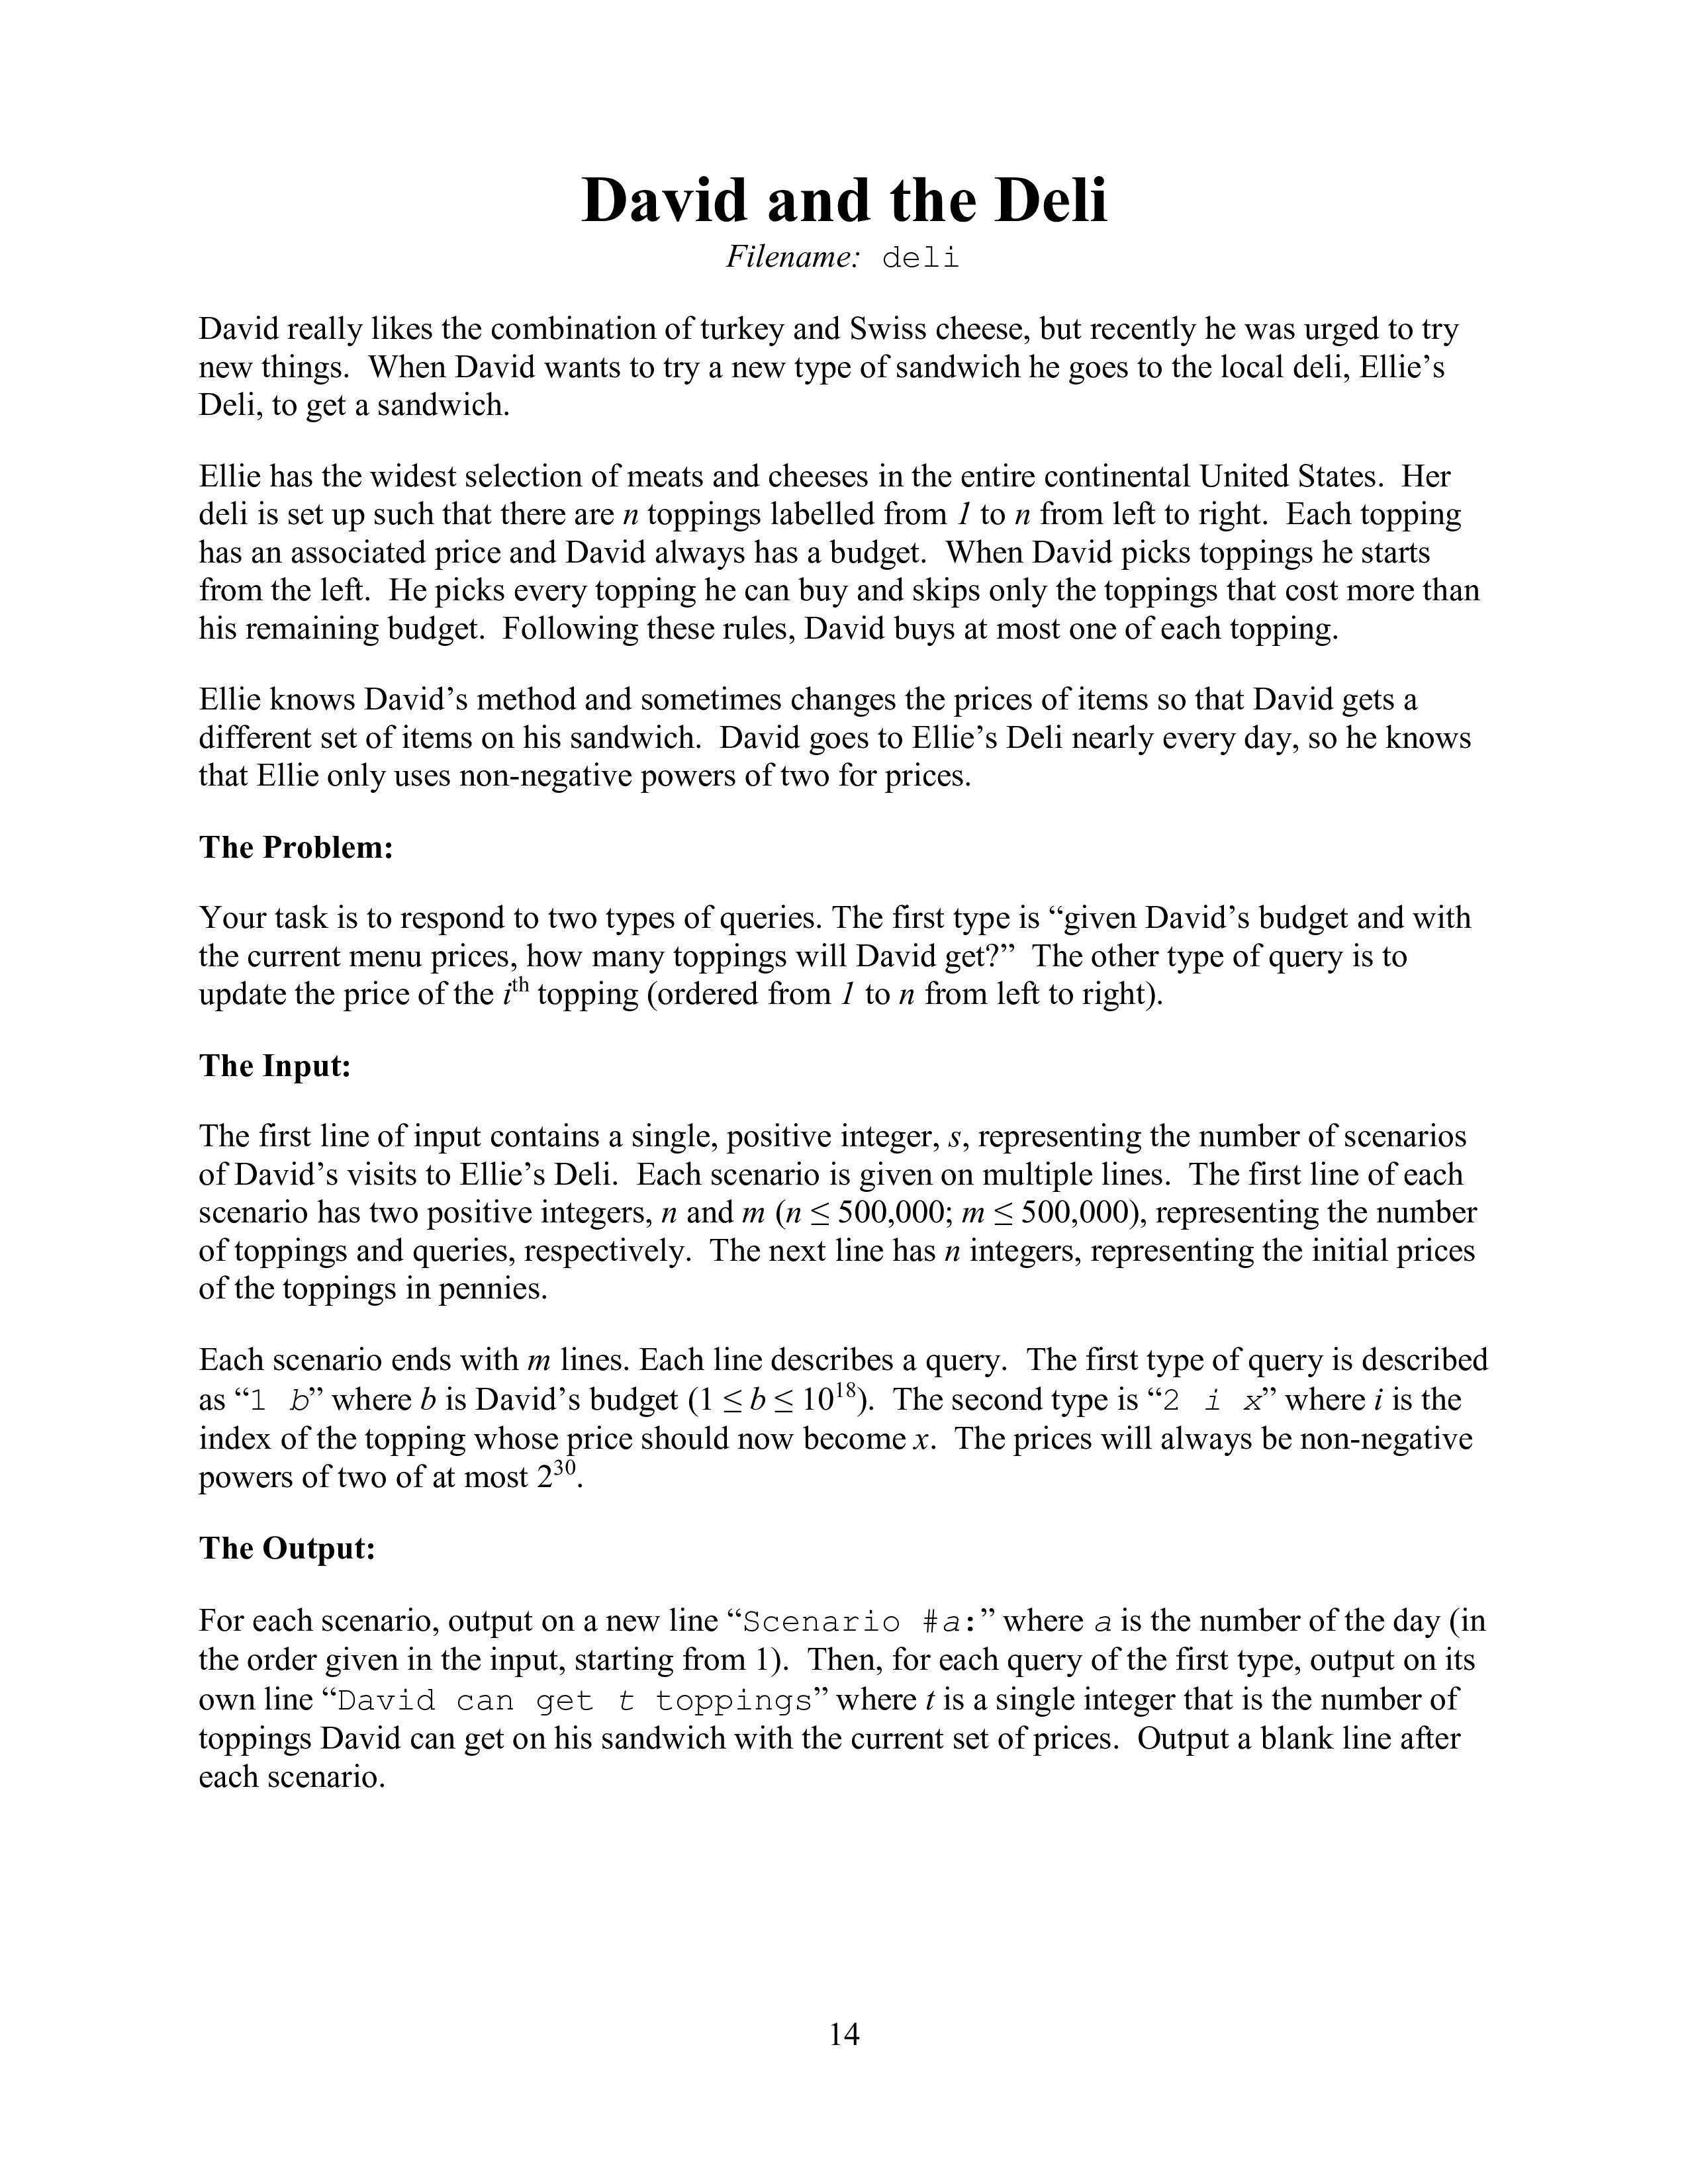 David and the Deli
Filename: deli
David really likes the combination of turkey and Swiss cheese, but recently he was urged to try
new things. When David wants to try a new type of sandwich he goes to the local deli, Ellie’s
Deli, to get a sandwich.
Ellie has the widest selection of meats and cheeses in the entire continental United States. Her
deli is set up such that there are n toppings labelled from 1 to n from left to right. Each topping
has an associated price and David always has a budget. When David picks toppings he starts
from the left. He picks every topping he can buy and skips only the toppings that cost more than
his remaining budget. Following these rules, David buys at most one of each topping.
Ellie knows David’s method and sometimes changes the prices of items so that David gets a
different set of items on his sandwich. David goes to Ellie’s Deli nearly every day, so he knows
that Ellie only uses non-negative powers of two for prices.
The Problem:
Your task is to respond to two types of queries. The first type is “given David’s budget and with
the current menu prices, how many toppings will David get?” The other type of query is to
update the price of the iᵗʰ topping (ordered from 1 to n from left to right).
The Input:
The first line of input contains a single, positive integer, s, representing the number of scenarios
of David’s visits to Ellie’s Deli. Each scenario is given on multiple lines. The first line of each
scenario has two positive integers, n and m (n ≤ 500,000; m ≤ 500,000), representing the number
of toppings and queries, respectively. The next line has n integers, representing the initial prices
of the toppings in pennies.
Each scenario ends with m lines. Each line describes a query. The first type of query is described
as “1 b” where b is David’s budget (1 ≤ b ≤ 10¹⁸). The second type is “2 i x” where i is the
index of the topping whose price should now become x. The prices will always be non-negative
powers of two of at most 2³⁰.
The Output:
For each scenario, output on a new line “Scenario #a:” where a is the number of the day (in
the order given in the input, starting from 1). Then, for each query of the first type, output on its
own line “David can get t toppings” where t is a single integer that is the number of
toppings David can get on his sandwich with the current set of prices. Output a blank line after
each scenario.
14